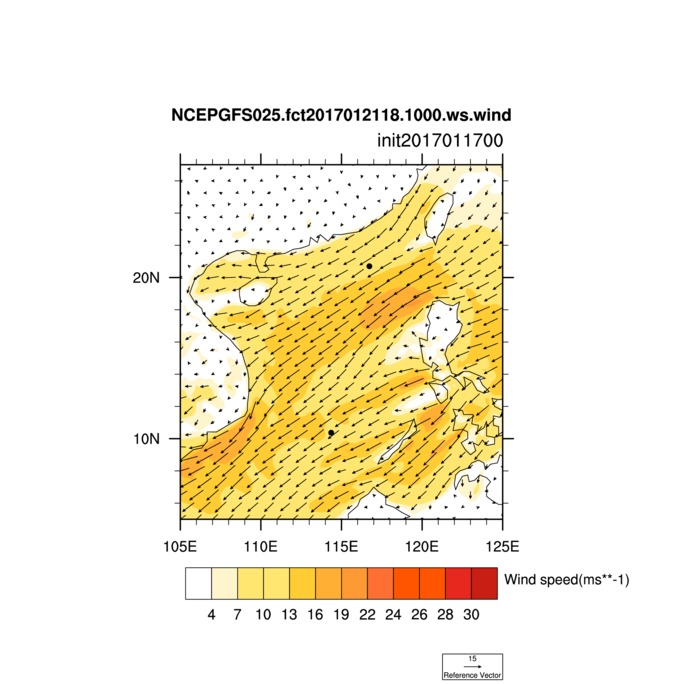 NCEPGFS025.fct2017012118.1000.ws.wind
init2017011700
20N
10N
105E 110E 115E 120E 125E
Wind speed(ms**-1)
4 7 10 13 16 19 22 24 26 28 30
15
Reference Vector